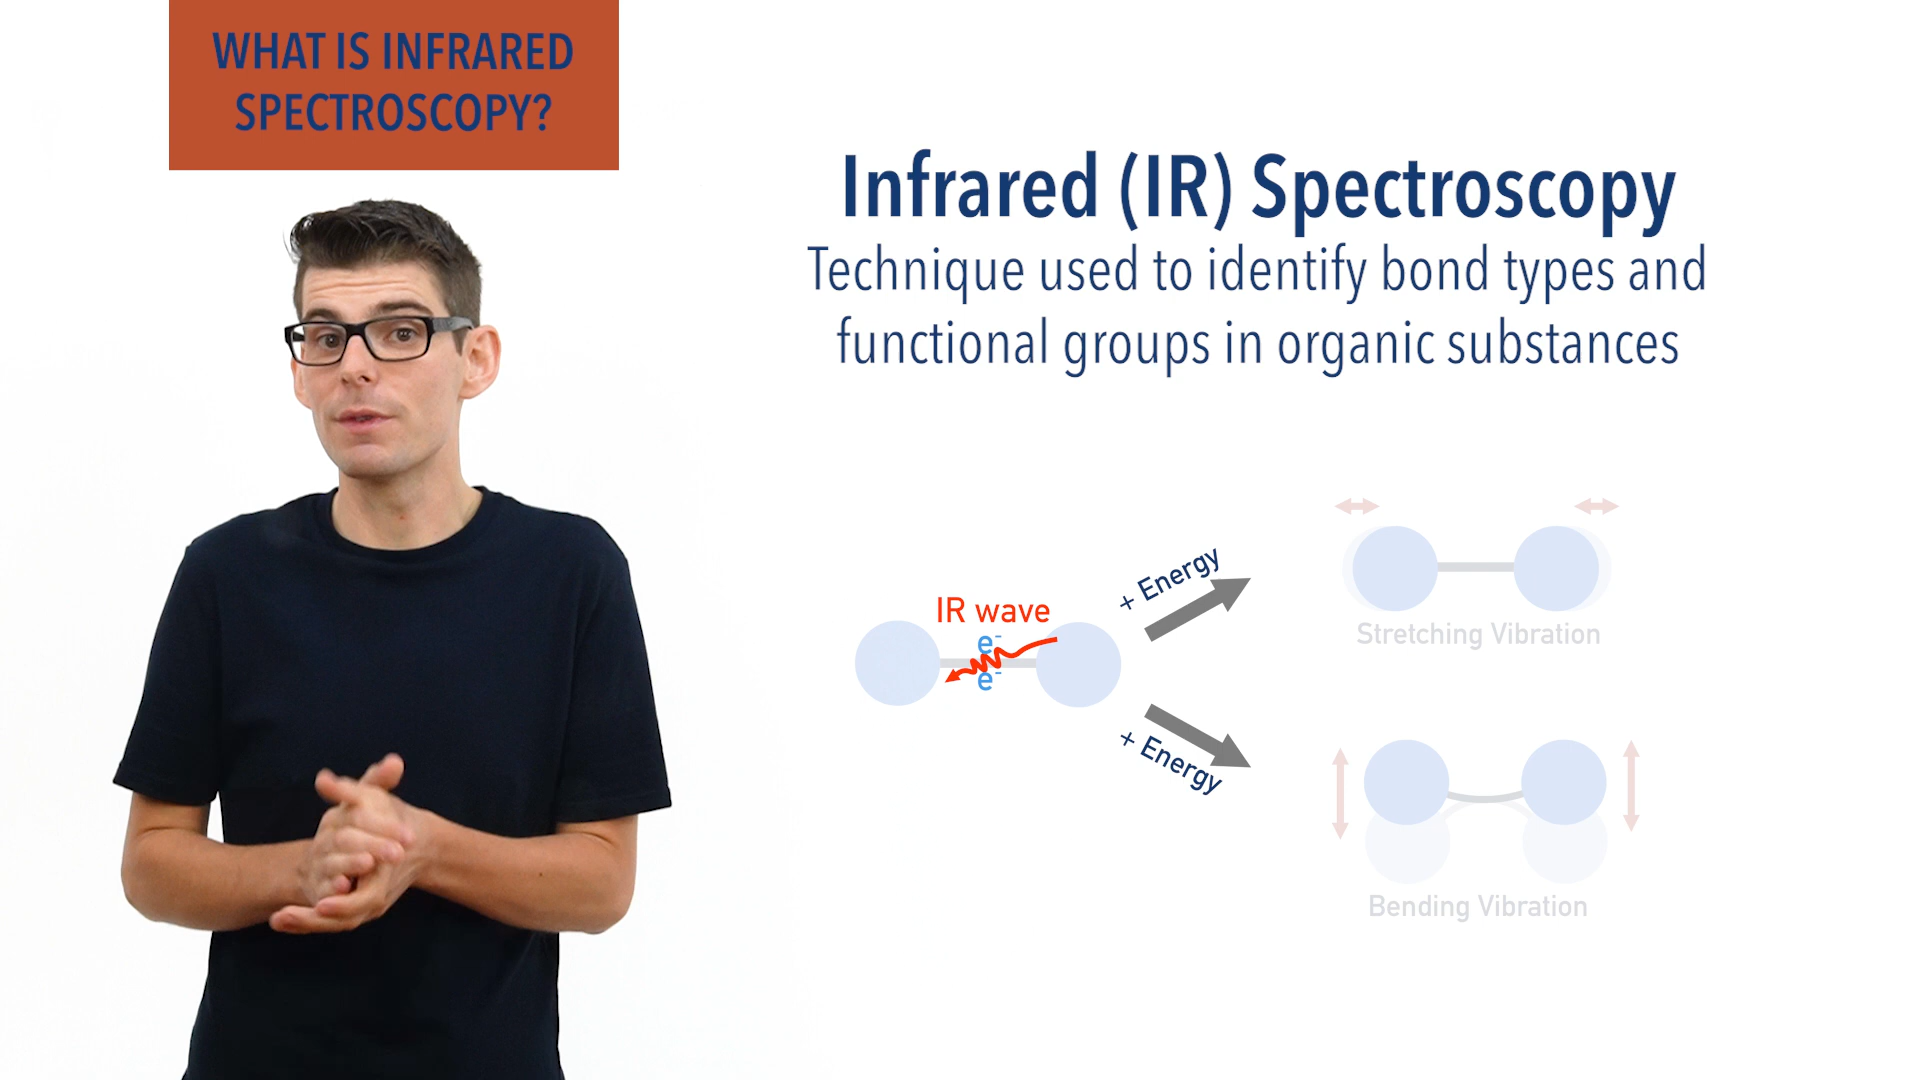 WHAT IS INFRARED
SPECTROSCOPY?
Infrared (IR) Spectroscopy
Technique used to identify bond types and
functional groups in organic substances
IR wave
e-
e-
+ Energy
+ Energy
Stretching Vibration
Bending Vibration